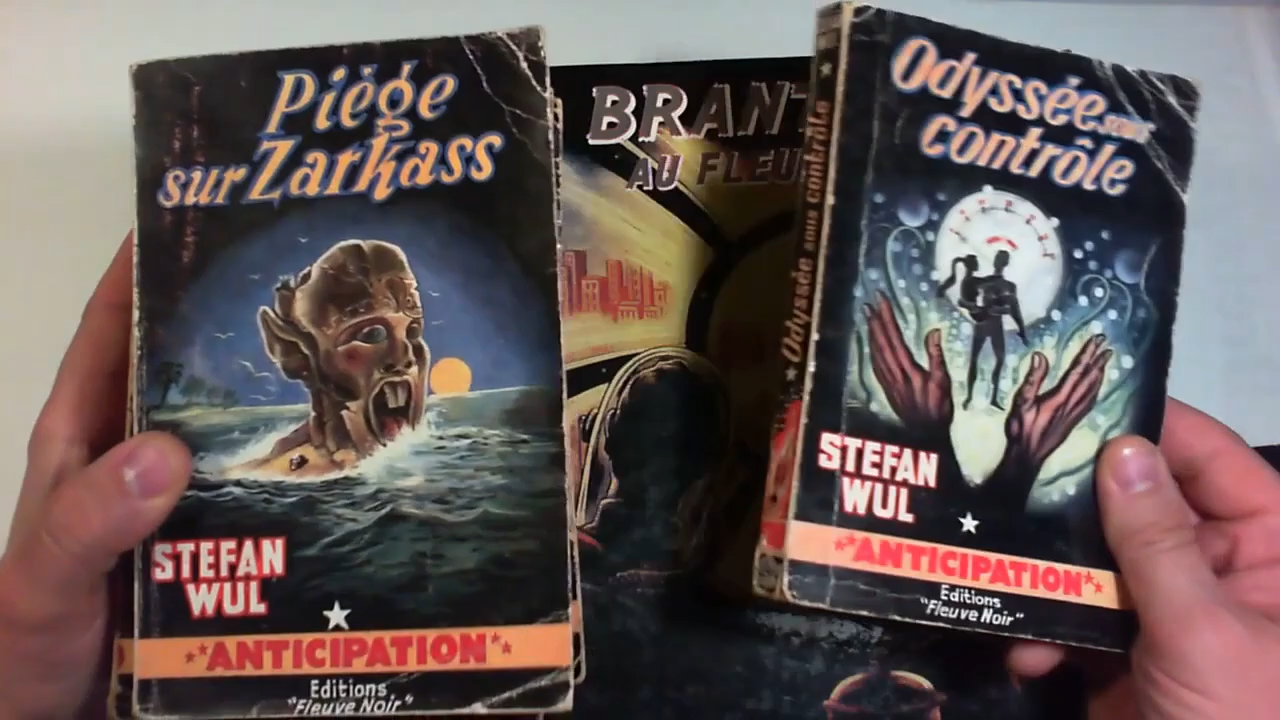 Piège
sur Zarkass
STEFAN
WUL
ANTICIPATION
Editions
"Fleuve Noir"
BRANT
AU FLEU
Odyssée sous contrôle
Odyssée sous
contrôle
STEFAN
WUL
ANTICIPATION
Editions
"Fleuve Noir"